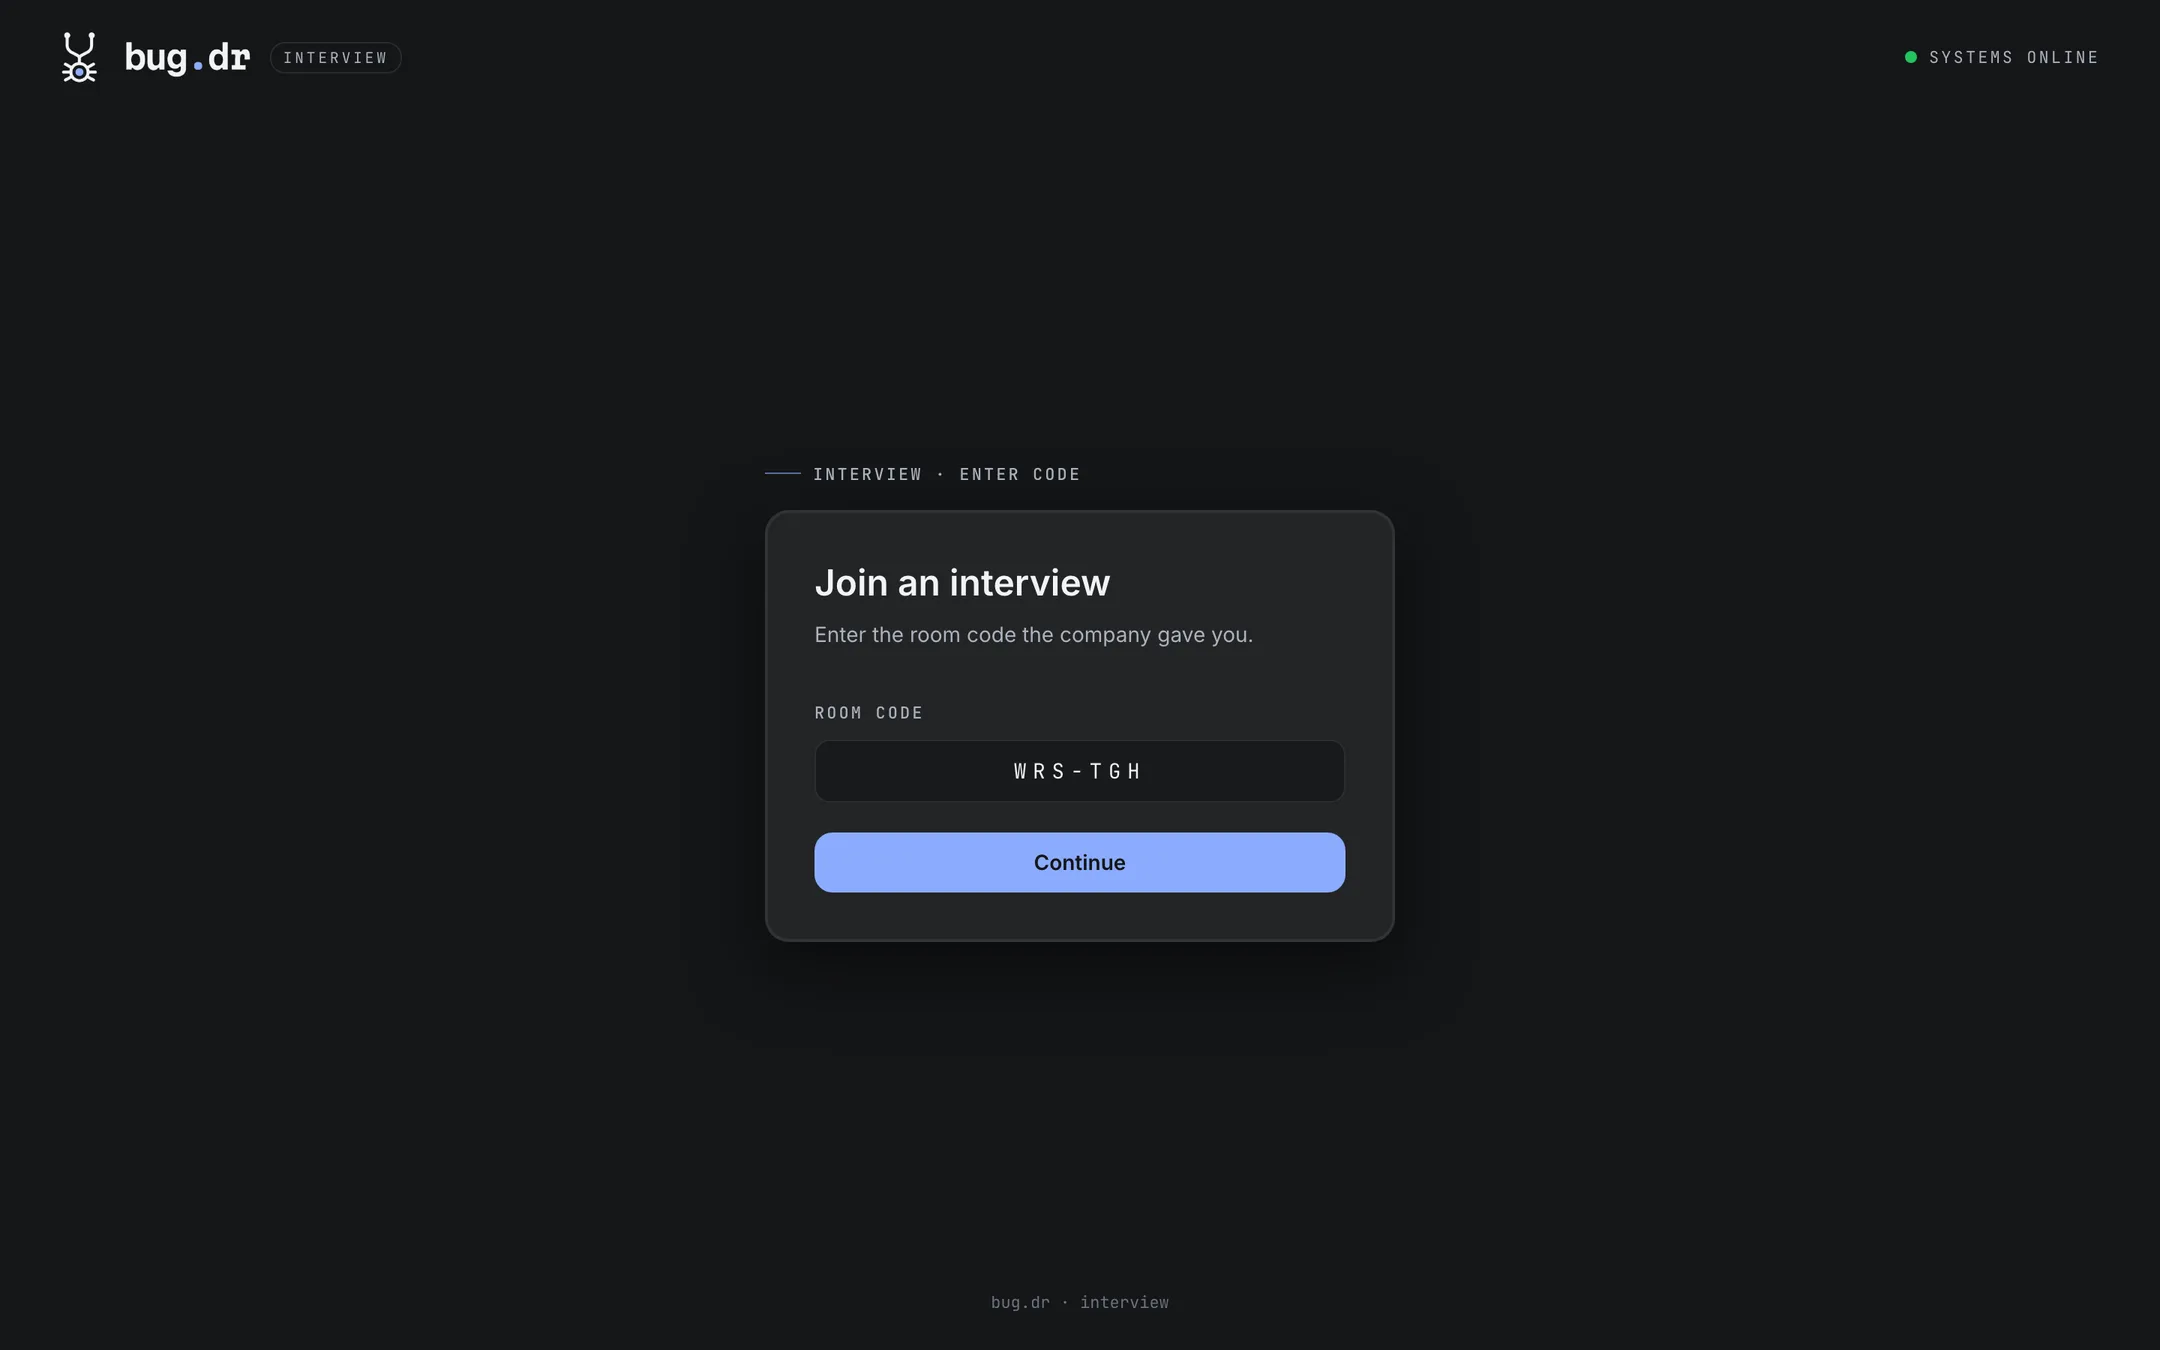 bug.dr INTERVIEW
SYSTEMS ONLINE
INTERVIEW · ENTER CODE
Join an interview
Enter the room code the company gave you.
ROOM CODE
WRS-TGH
Continue
bug.dr · interview